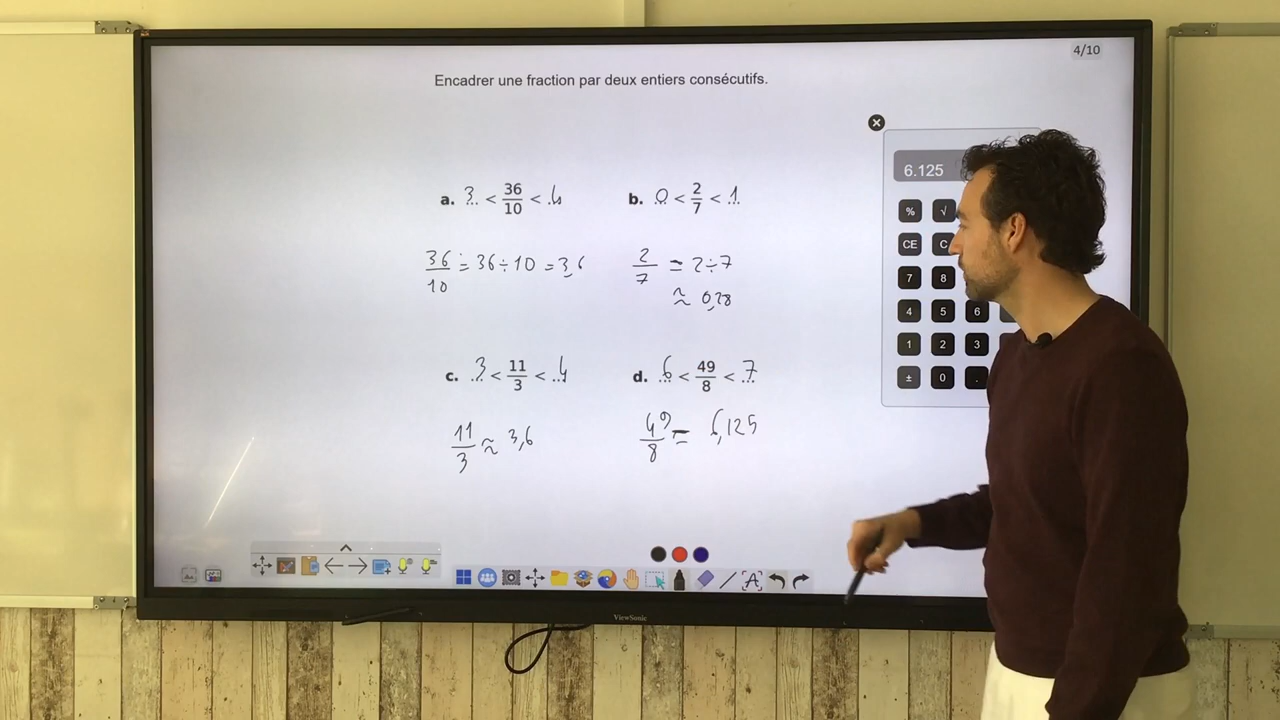 4/10
Encadrer une fraction par deux entiers consécutifs.
6.125
a. 3 < 36/10 < 4
b. 0 < 2/7 < 1
% √
CE C
36/10 = 36 ÷ 10 = 3,6
2/7 = 2 ÷ 7
≈ 0,28
7 8
4 5 6
1 2 3
± 0 .
c. 3 < 11/3 < 4
d. 6 < 49/8 < 7
11/3 ≈ 3,6
49/8 = 6,125
ViewSonic